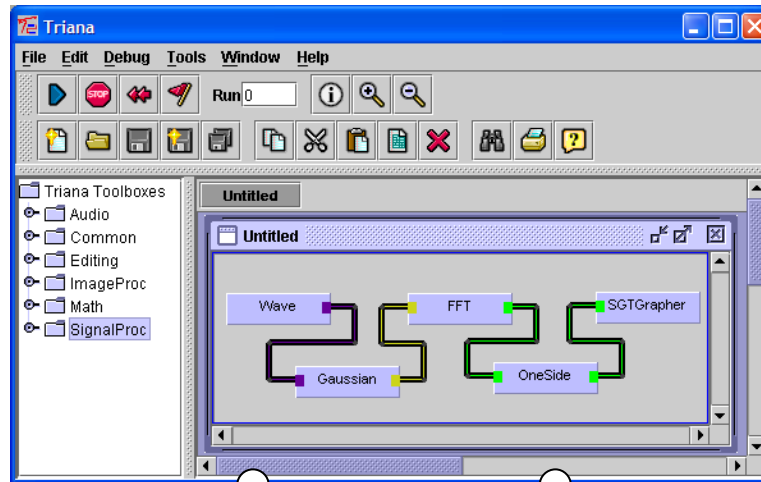 Triana
File Edit Debug Tools Window Help
STOP Run 0
Triana Toolboxes
Audio
Common
Editing
ImageProc
Math
SignalProc
Untitled
Untitled
Wave FFT SGTGrapher
Gaussian OneSide